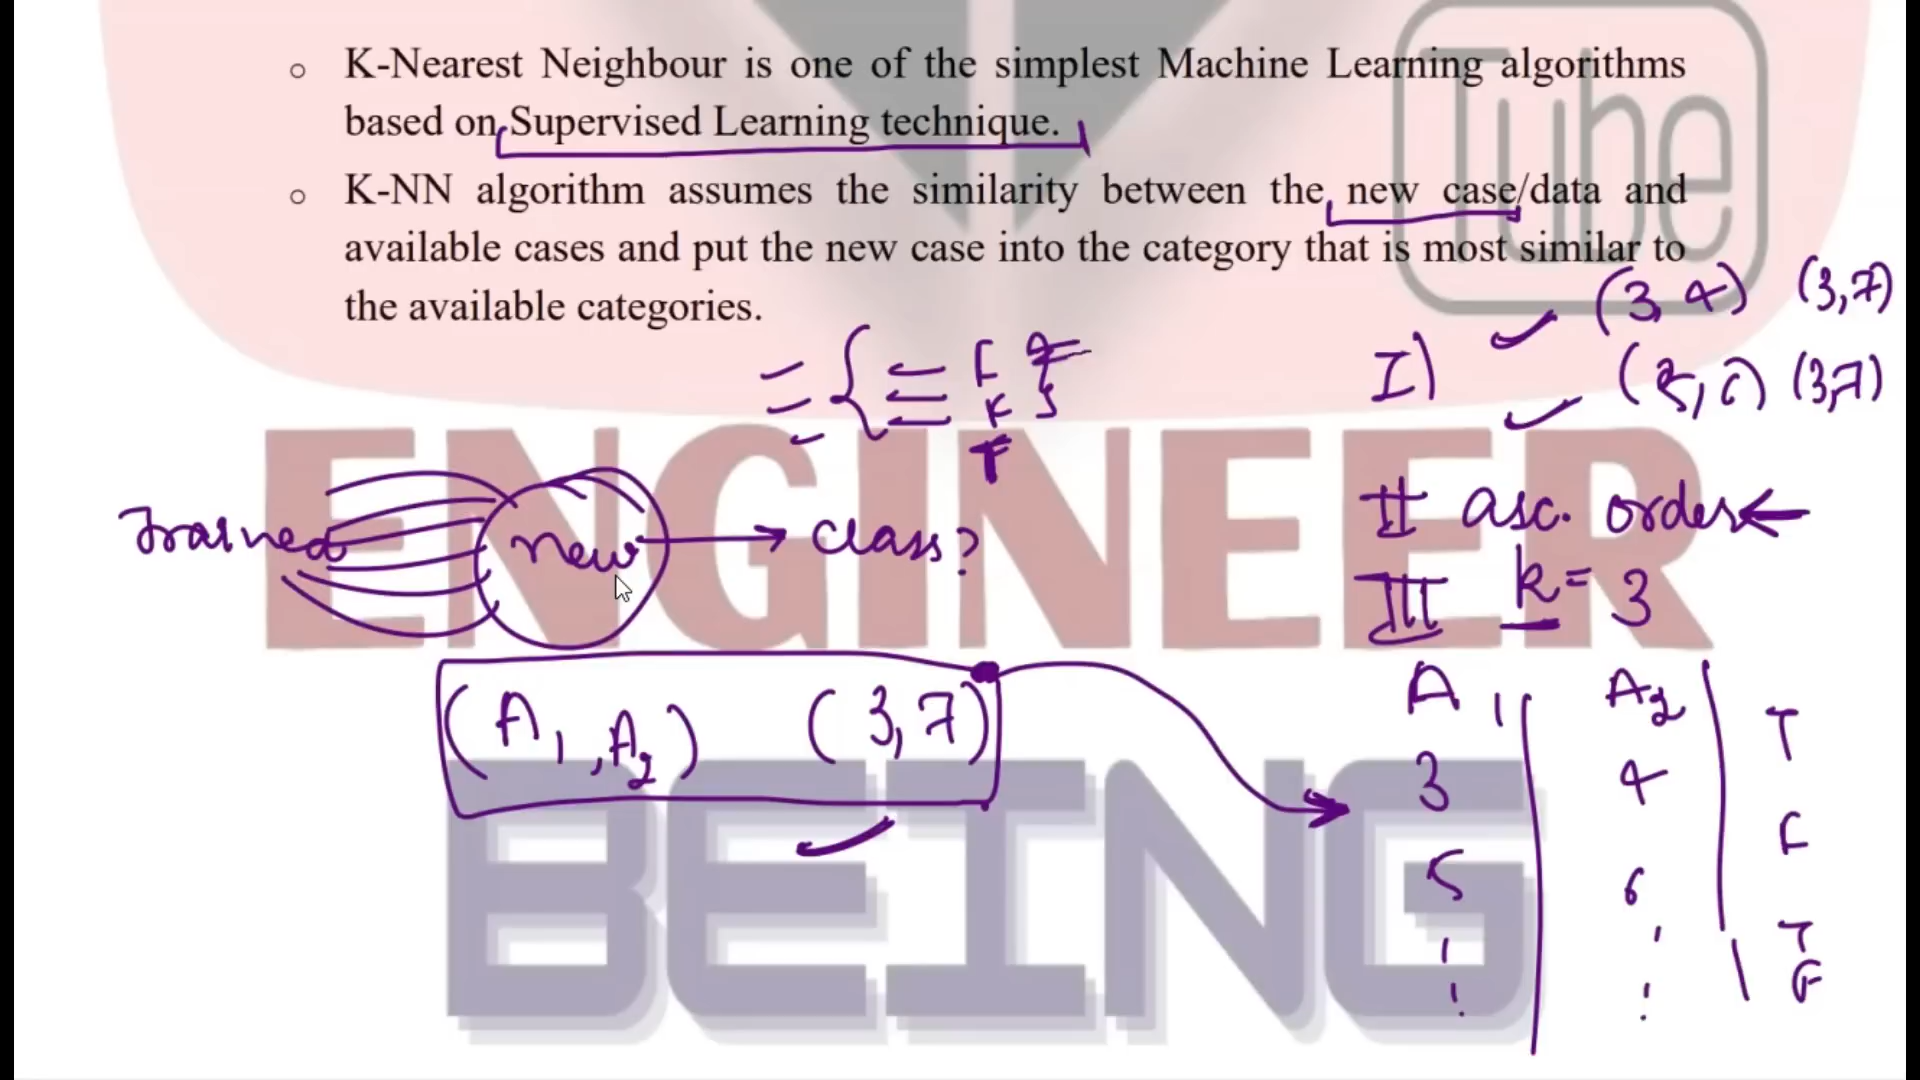 o K-Nearest Neighbour is one of the simplest Machine Learning algorithms
based on Supervised Learning technique.
o K-NN algorithm assumes the similarity between the new case/data and
available cases and put the new case into the category that is most similar to
the available categories.
Tube
ENGINEER
BEING
I) (3, 4) (3,7)
(5, 6) (3,7)
F
F
T
Trained new class?
II asc. order
III k = 3
(A1, A2) (3,7)
A1 A2 T
3 4 F
5 6 T
F